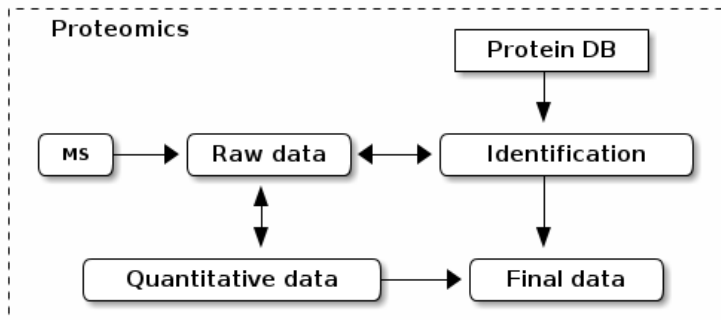 Proteomics
Protein DB
MS
Raw data
Identification
Quantitative data
Final data